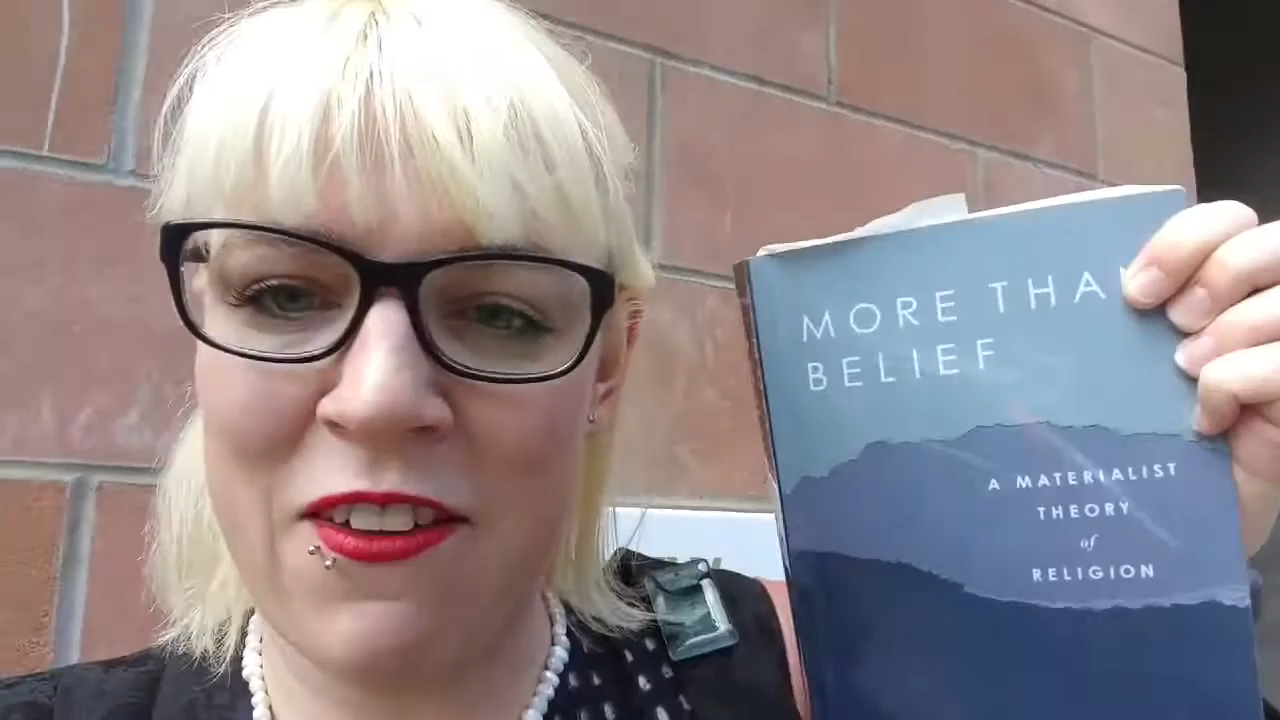 MORE THA
BELIEF
A MATERIALIST
THEORY
of
RELIGION